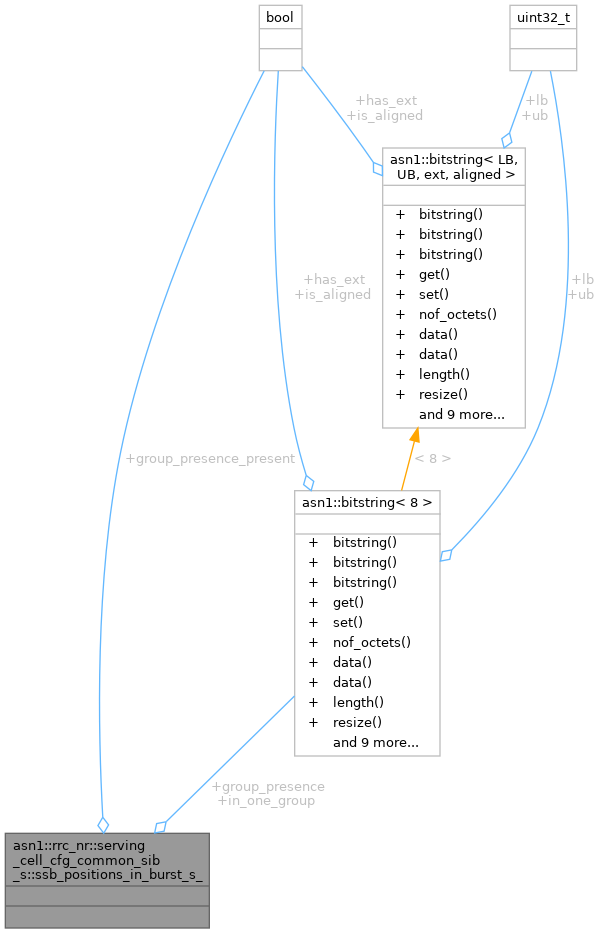 bool
uint32_t
+has_ext
+is_aligned
+lb
+ub
asn1::bitstring< LB,
UB, ext, aligned >
+ bitstring()
+ bitstring()
+ bitstring()
+ get()
+ set()
+ nof_octets()
+ data()
+ data()
+ length()
+ resize()
and 9 more...
+has_ext
+is_aligned
+lb
+ub
+group_presence_present
< 8 >
asn1::bitstring< 8 >
+ bitstring()
+ bitstring()
+ bitstring()
+ get()
+ set()
+ nof_octets()
+ data()
+ data()
+ length()
+ resize()
and 9 more...
+group_presence
+in_one_group
asn1::rrc_nr::serving
_cell_cfg_common_sib
_s::ssb_positions_in_burst_s_